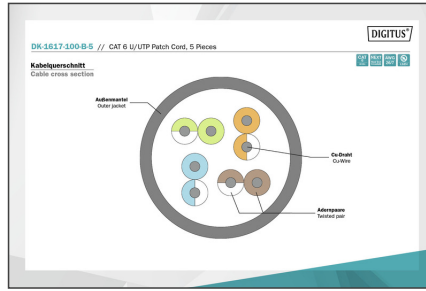 DIGITUS®
DK-1617-100-B-5 // CAT 6 U/UTP Patch Cord, 5 Pieces
Kabelquerschnitt
Cable cross section
Außenmantel
Outer jacket
Cu-Draht
Cu-Wire
Adernpaare
Twisted pair